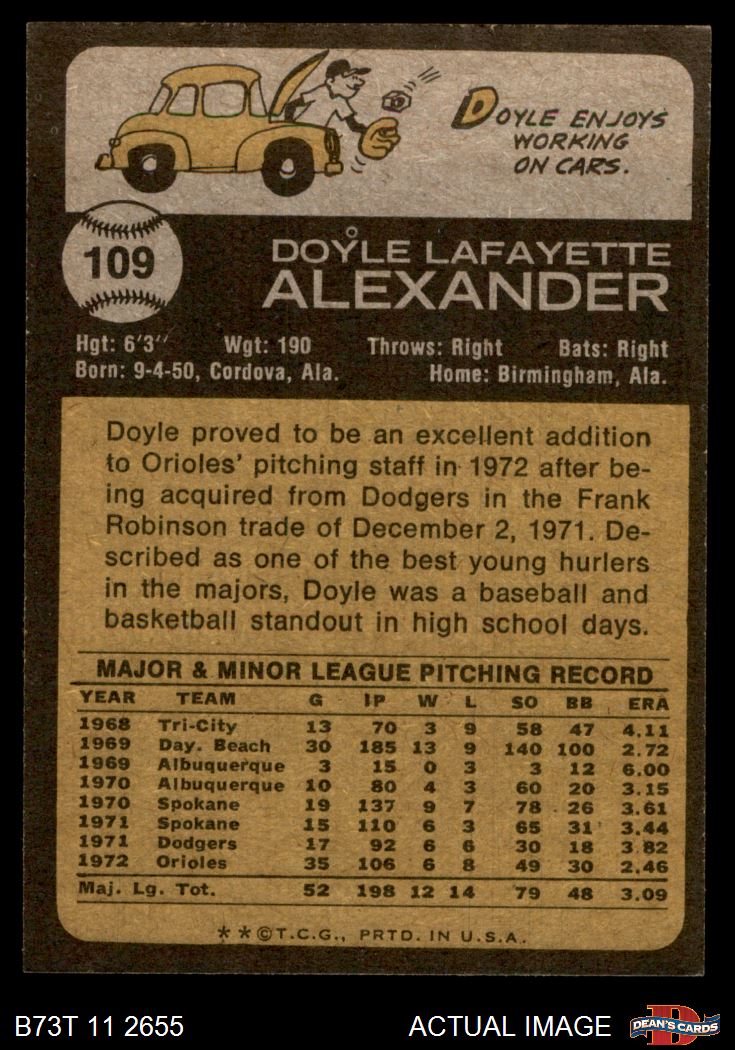 DOYLE ENJOYS
WORKING
ON CARS.
109
DOYLE LAFAYETTE
ALEXANDER
Hgt: 6'3" Wgt: 190 Throws: Right Bats: Right
Born: 9-4-50, Cordova, Ala. Home: Birmingham, Ala.
Doyle proved to be an excellent addition
to Orioles' pitching staff in 1972 after be-
ing acquired from Dodgers in the Frank
Robinson trade of December 2, 1971. De-
scribed as one of the best young hurlers
in the majors, Doyle was a baseball and
basketball standout in high school days.
MAJOR & MINOR LEAGUE PITCHING RECORD
YEAR TEAM G IP W L SO BB ERA
1968 Tri-City 13 70 3 9 58 47 4.11
1969 Day. Beach 30 185 13 9 140 100 2.72
1969 Albuquerque 3 15 0 3 3 12 6.00
1970 Albuquerque 10 80 4 3 60 20 3.15
1970 Spokane 19 137 9 7 78 26 3.61
1971 Spokane 15 110 6 3 65 31 3.44
1971 Dodgers 17 92 6 6 30 18 3.82
1972 Orioles 35 106 6 8 49 30 2.46
Maj. Lg. Tot. 52 198 12 14 79 48 3.09
* * © T.C.G., PRTD. IN U.S.A.
B73T 11 2655 ACTUAL IMAGE D DEAN'S CARDS